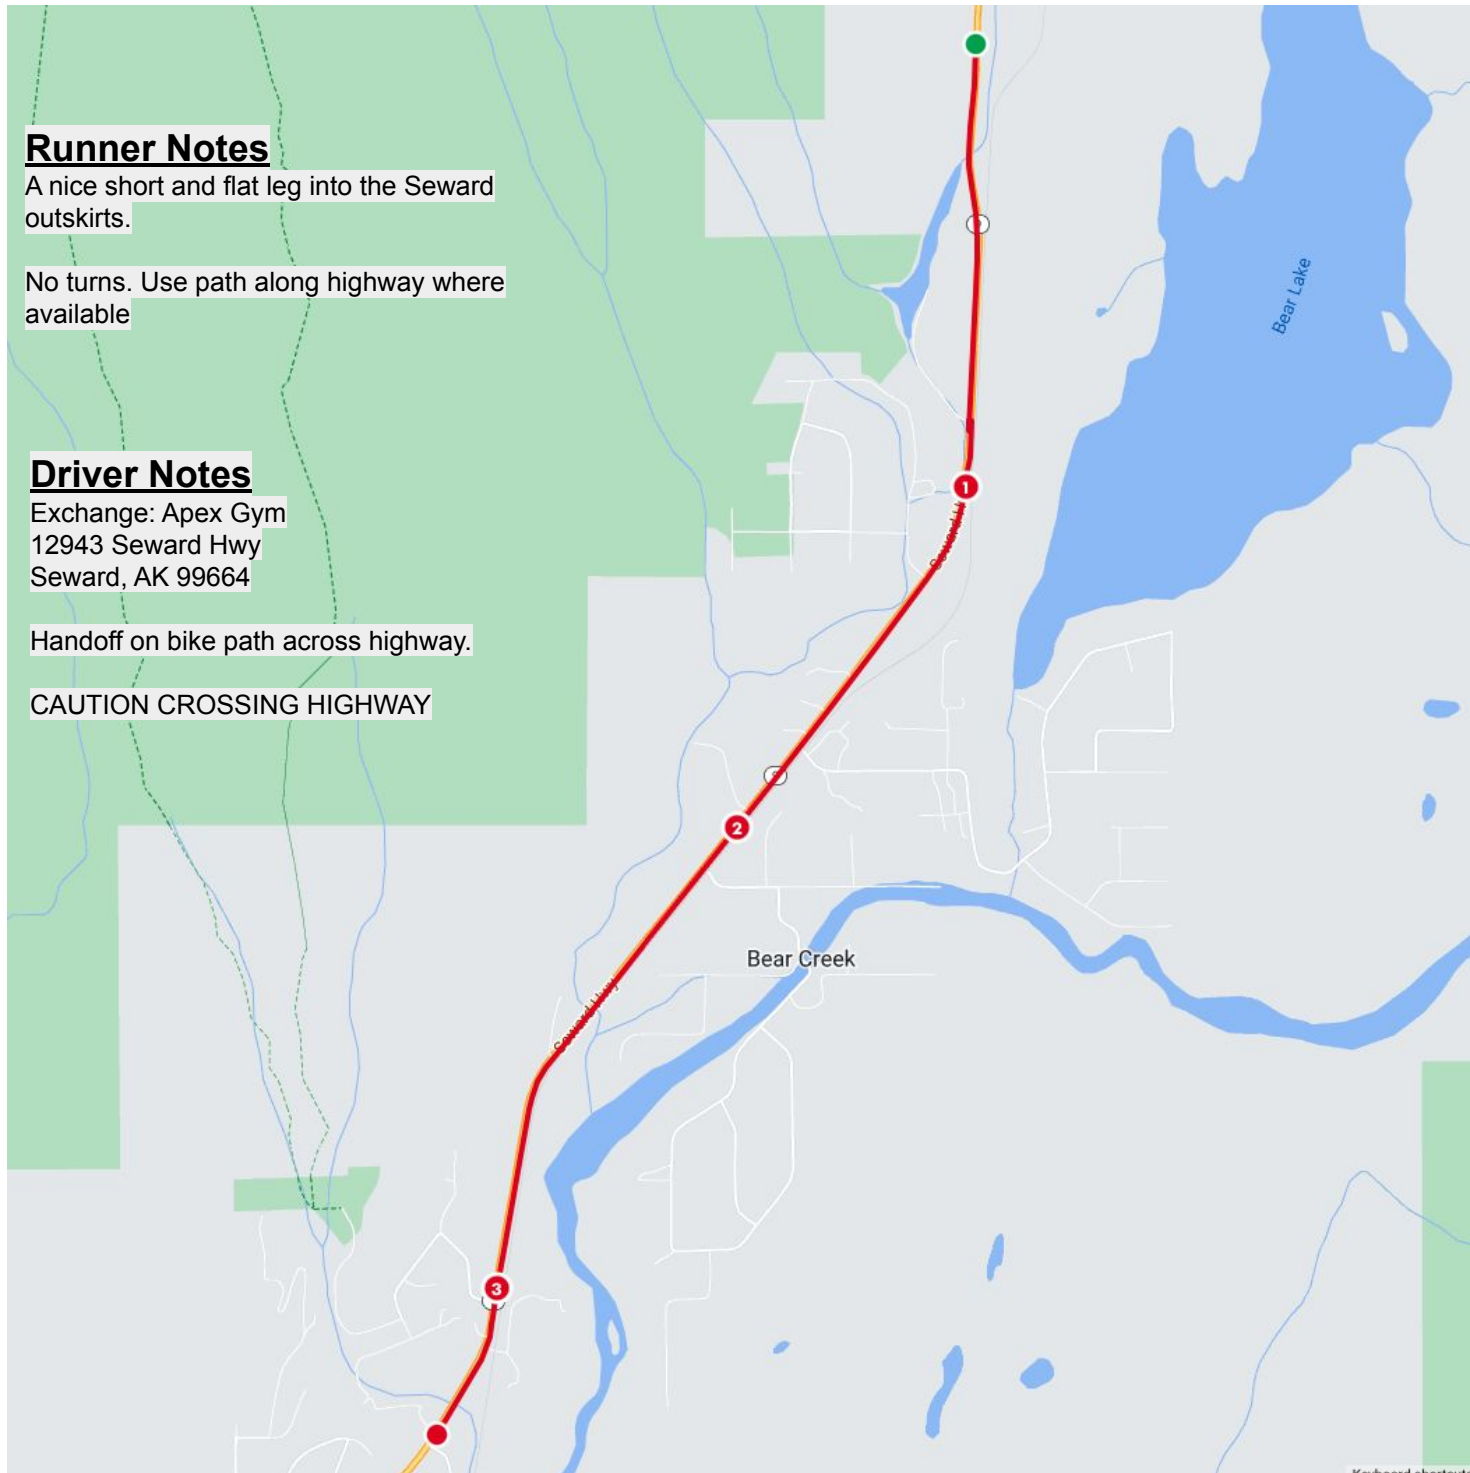 Runner Notes
A nice short and flat leg into the Seward
outskirts.
No turns. Use path along highway where
available
Bear Lake
Driver Notes
Exchange: Apex Gym
12943 Seward Hwy
Seward, AK 99664
1
Handoff on bike path across highway.
CAUTION CROSSING HIGHWAY
2
Bear Creek
Seward Hwy
3